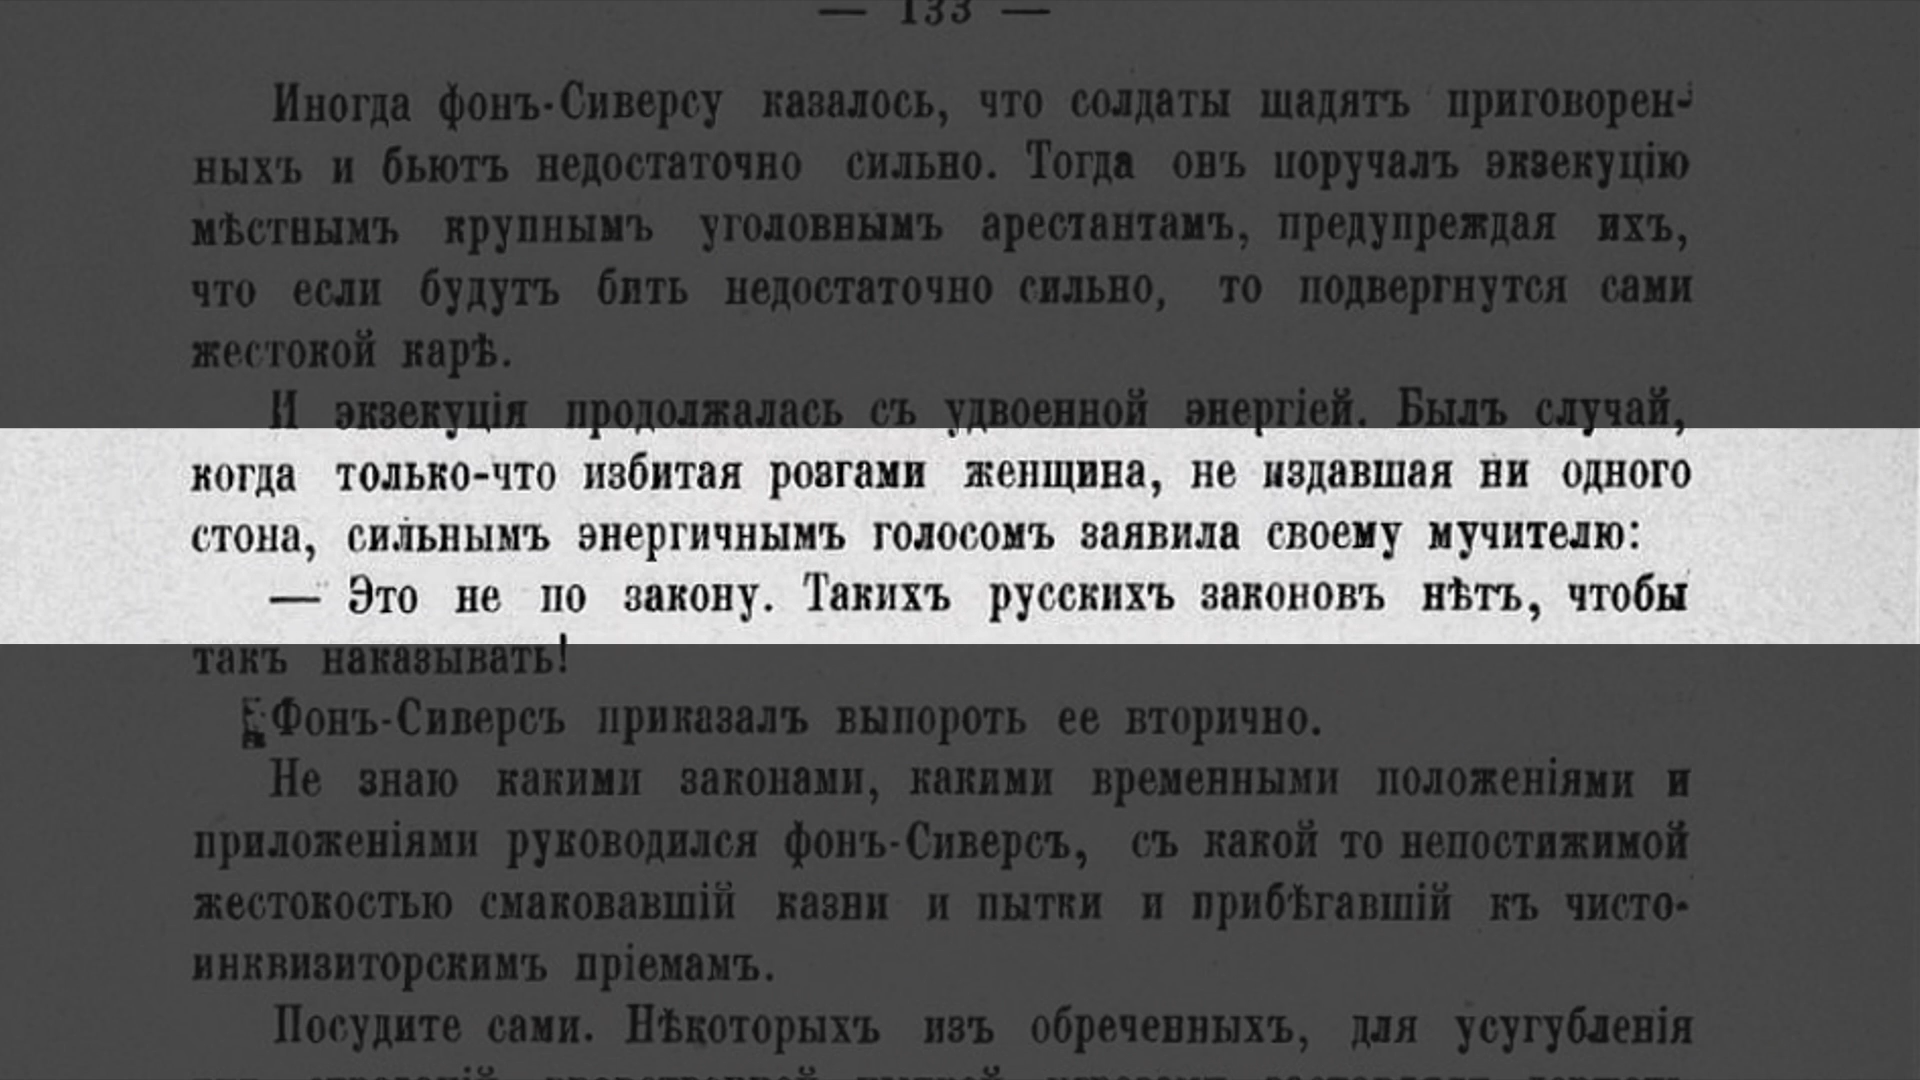 — 133 —
Иногда фонъ-Сиверсу казалось, что солдаты щадятъ приговорен-
ныхъ и бьютъ недостаточно сильно. Тогда онъ поручалъ экзекуцію
мѣстнымъ крупнымъ уголовнымъ арестантамъ, предупреждая ихъ,
что если будутъ бить недостаточно сильно, то подвергнутся сами
жестокой карѣ.
И экзекуція продолжалась съ удвоенной энергіей. Былъ случай,
когда только-что избитая розгами женщина, не издавшая ни одного
стона, сильнымъ энергичнымъ голосомъ заявила своему мучителю:
— Это не по закону. Такихъ русскихъ законовъ нѣтъ, чтобы
такъ наказывать!
Фонъ-Сиверсъ приказалъ выпороть ее вторично.
Не знаю какими законами, какими временными положеніями и
приложеніями руководился фонъ-Сиверсъ, съ какой то непостижимой
жестокостью смаковавшій казни и пытки и прибѣгавшій къ чисто-
инквизиторскимъ пріемамъ.
Посудите сами. Нѣкоторыхъ изъ обреченныхъ, для усугубленія